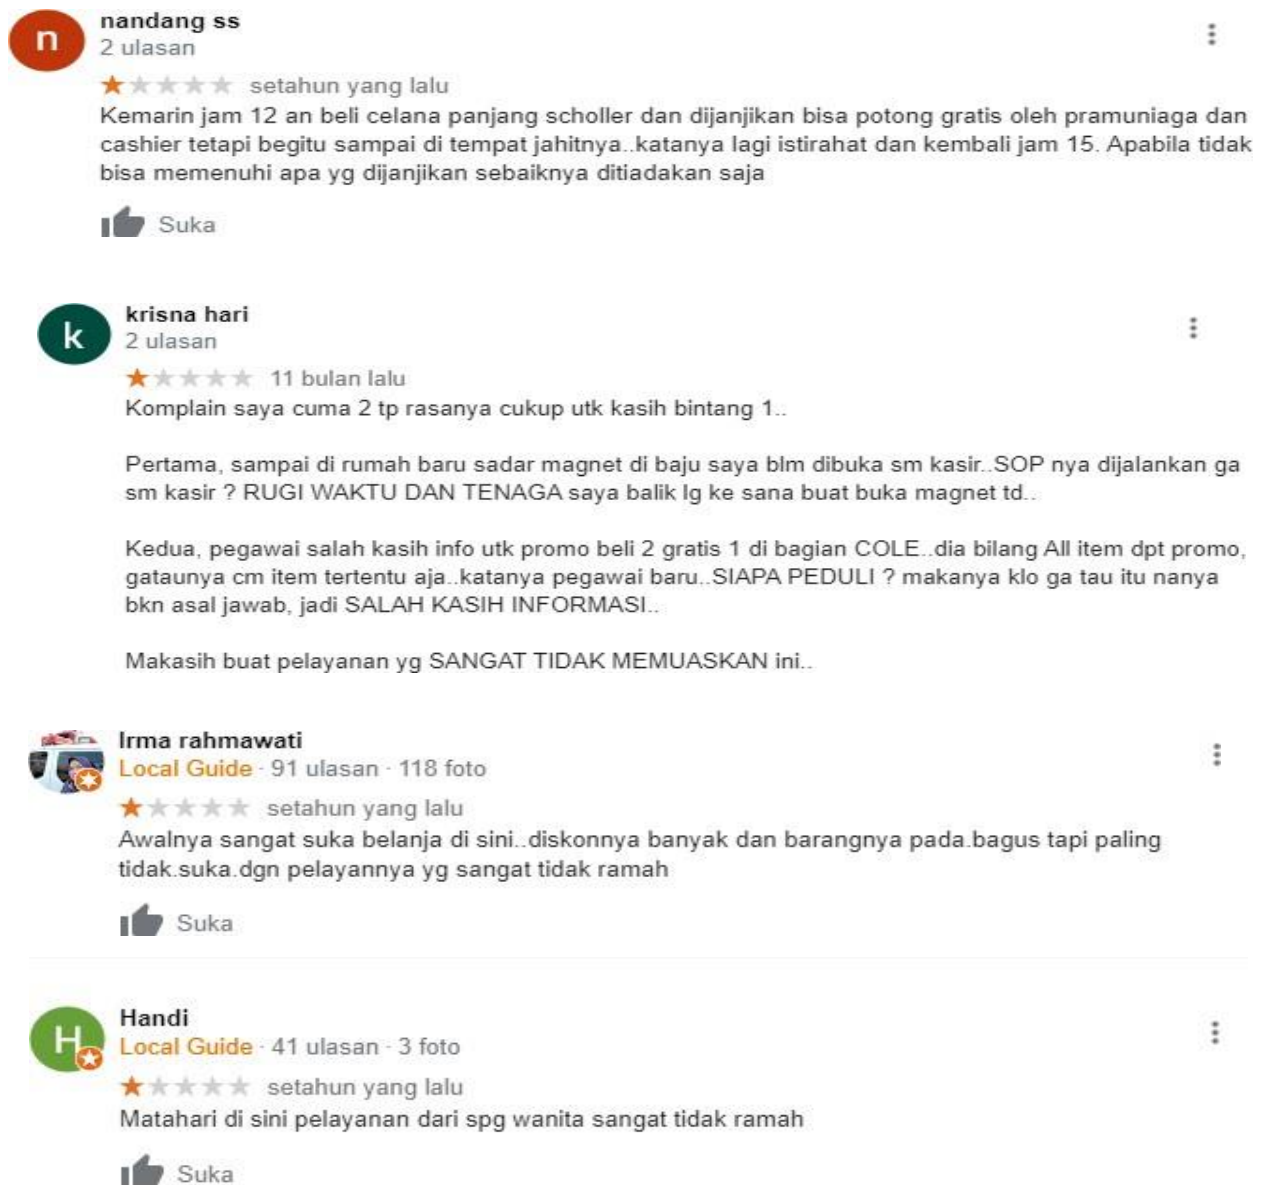 n
nandang ss
2 ulasan
setahun yang lalu
Kemarin jam 12 an beli celana panjang scholler dan dijanjikan bisa potong gratis oleh pramuniaga dan
cashier tetapi begitu sampai di tempat jahitnya..katanya lagi istirahat dan kembali jam 15. Apabila tidak
bisa memenuhi apa yg dijanjikan sebaiknya ditiadakan saja
Suka
k
krisna hari
2 ulasan
11 bulan lalu
Komplain saya cuma 2 tp rasanya cukup utk kasih bintang 1..
Pertama, sampai di rumah baru sadar magnet di baju saya blm dibuka sm kasir..SOP nya dijalankan ga
sm kasir ? RUGI WAKTU DAN TENAGA saya balik lg ke sana buat buka magnet td..
Kedua, pegawai salah kasih info utk promo beli 2 gratis 1 di bagian COLE..dia bilang All item dpt promo,
gataunya cm item tertentu aja..katanya pegawai baru..SIAPA PEDULI ? makanya klo ga tau itu nanya
bkn asal jawab, jadi SALAH KASIH INFORMASI..
Makasih buat pelayanan yg SANGAT TIDAK MEMUASKAN ini..
Irma rahmawati
Local Guide · 91 ulasan · 118 foto
setahun yang lalu
Awalnya sangat suka belanja di sini..diskonnya banyak dan barangnya pada.bagus tapi paling
tidak.suka.dgn pelayannya yg sangat tidak ramah
Suka
H
Handi
Local Guide · 41 ulasan · 3 foto
setahun yang lalu
Matahari di sini pelayanan dari spg wanita sangat tidak ramah
Suka